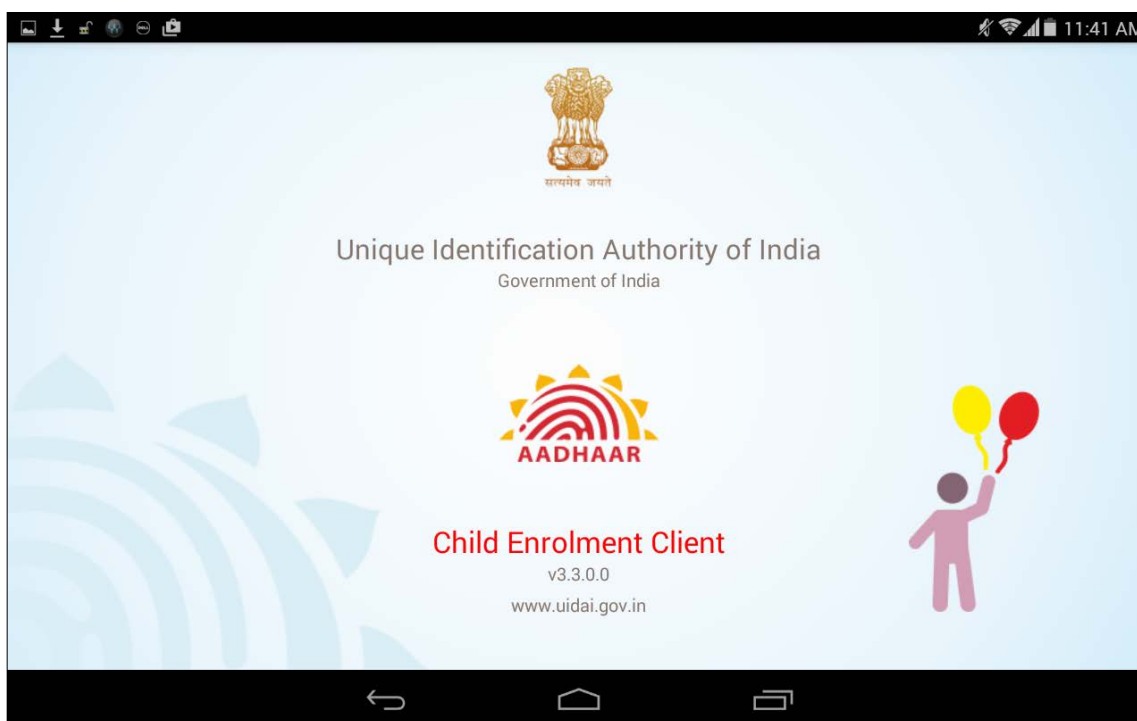 11:41 AM
सत्यमेव जयते
Unique Identification Authority of India
Government of India
AADHAAR
Child Enrolment Client
v3.3.0.0
www.uidai.gov.in